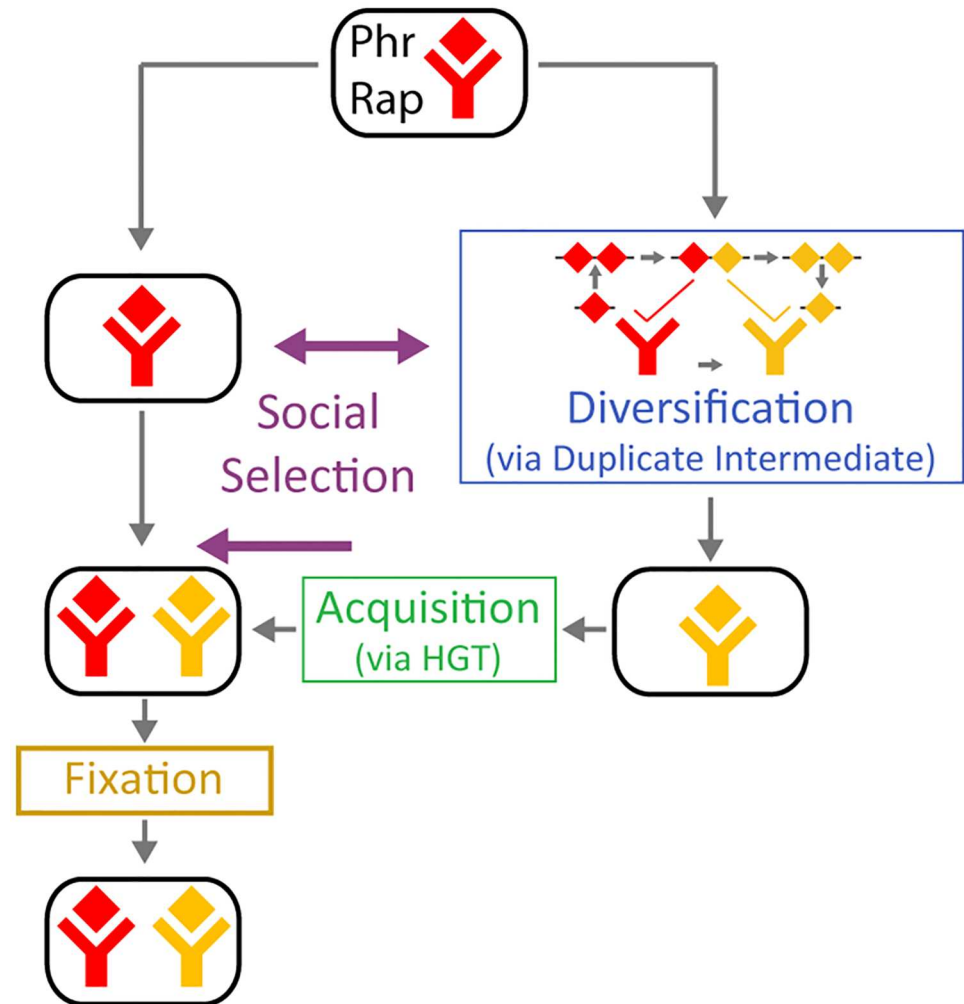 Phr
Rap
Social
Selection
Diversification
(via Duplicate Intermediate)
Acquisition
(via HGT)
Fixation